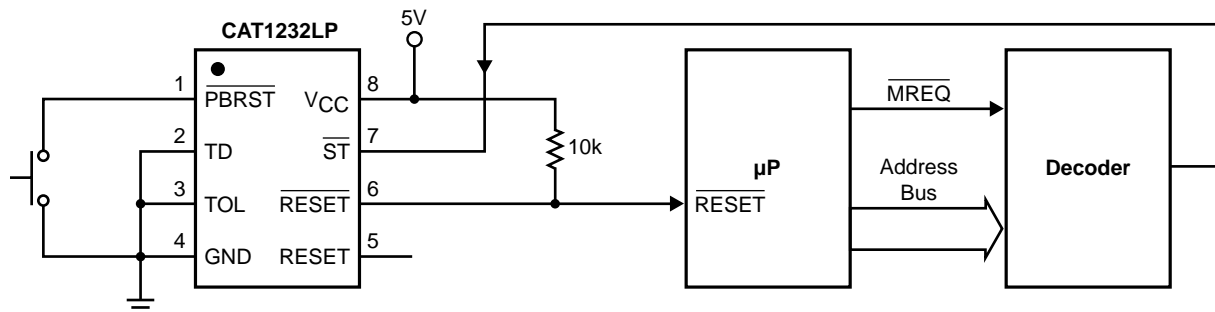 5V
CAT1232LP
1 PBRST VCC 8
2 TD ST 7
3 TOL RESET 6
4 GND RESET 5
10k
µP
RESET
MREQ
Address
Bus
Decoder